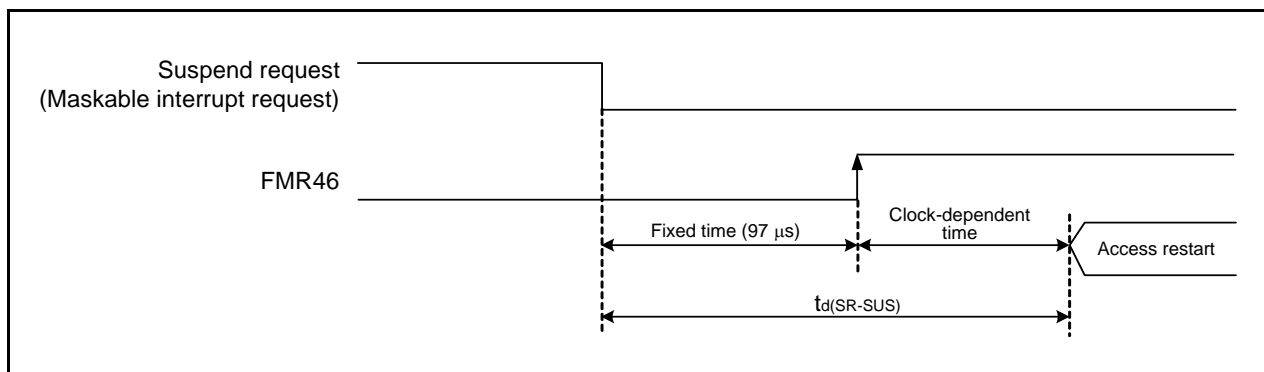 Suspend request
(Maskable interrupt request)
FMR46
Fixed time (97 μs)
Clock-dependent
time
Access restart
td(SR-SUS)